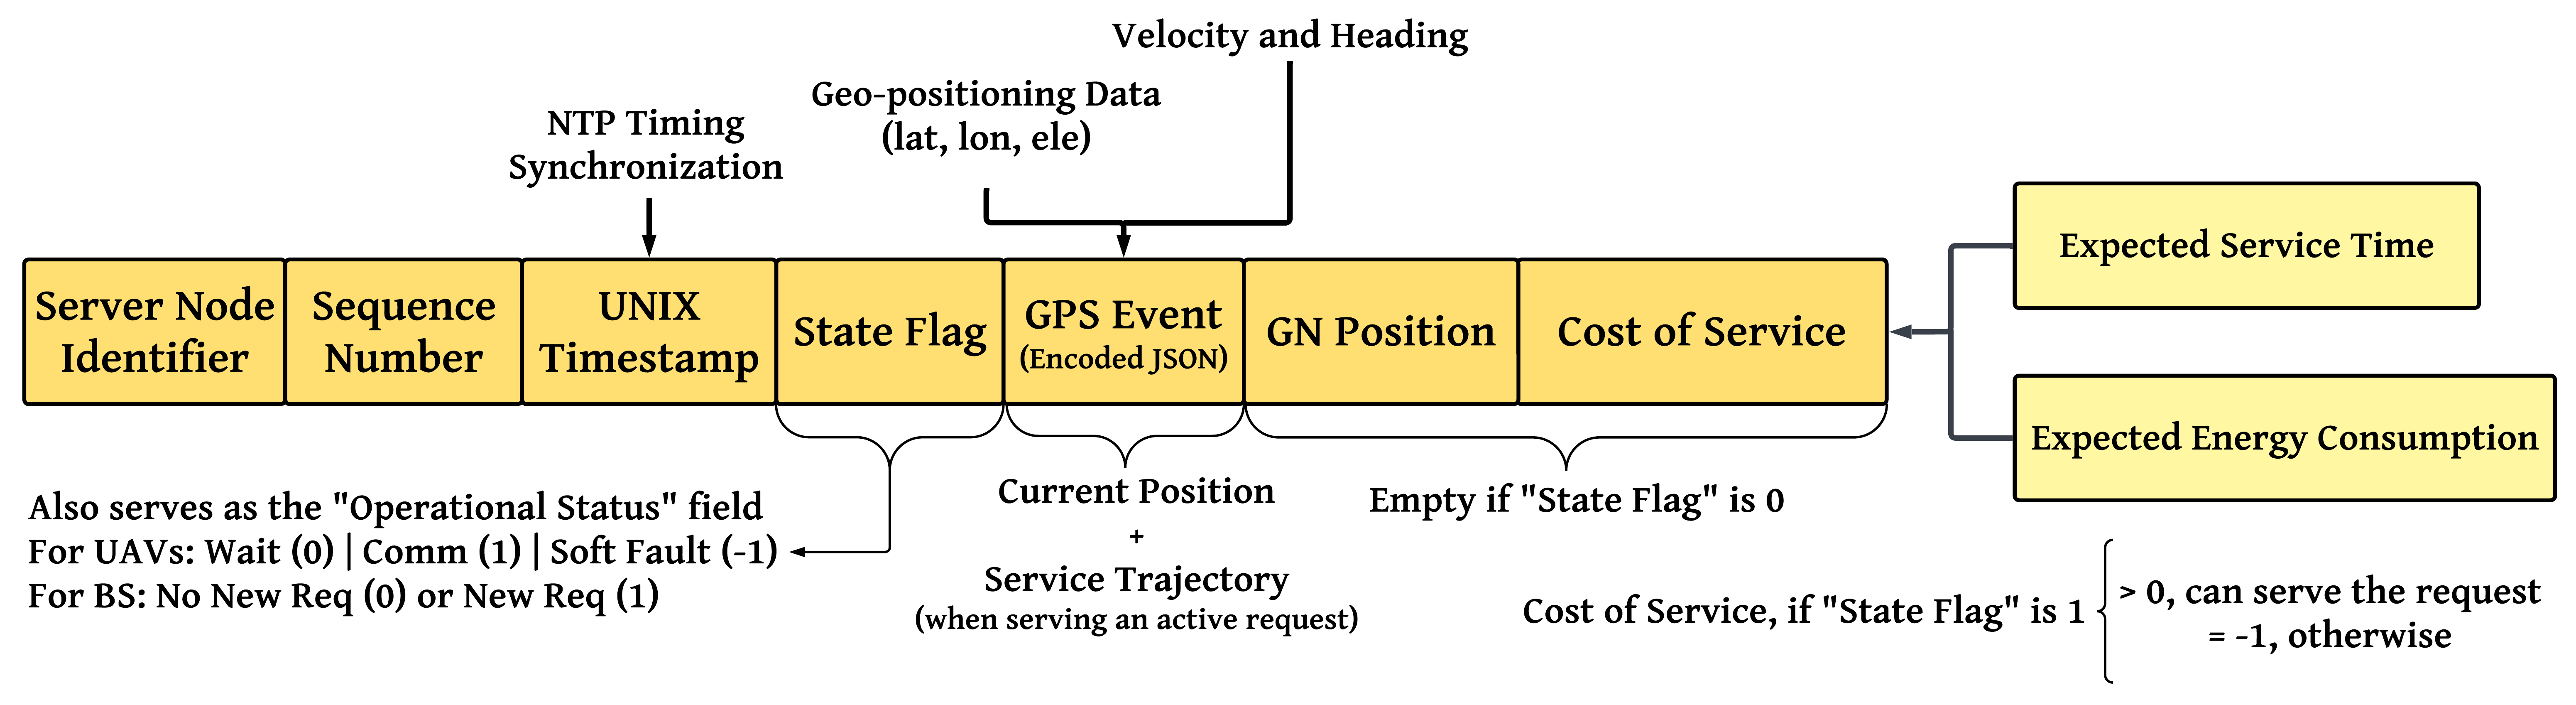 Velocity and Heading
Geo-positioning Data
(lat, lon, ele)
NTP Timing
Synchronization
Server Node
Identifier
Sequence
Number
UNIX
Timestamp
State Flag
GPS Event
(Encoded JSON)
GN Position
Cost of Service
Expected Service Time
Expected Energy Consumption
Also serves as the "Operational Status" field
For UAVs: Wait (0) | Comm (1) | Soft Fault (-1)
For BS: No New Req (0) or New Req (1)
Current Position
+
Service Trajectory
(when serving an active request)
Empty if "State Flag" is 0
Cost of Service, if "State Flag" is 1
> 0, can serve the request
= -1, otherwise